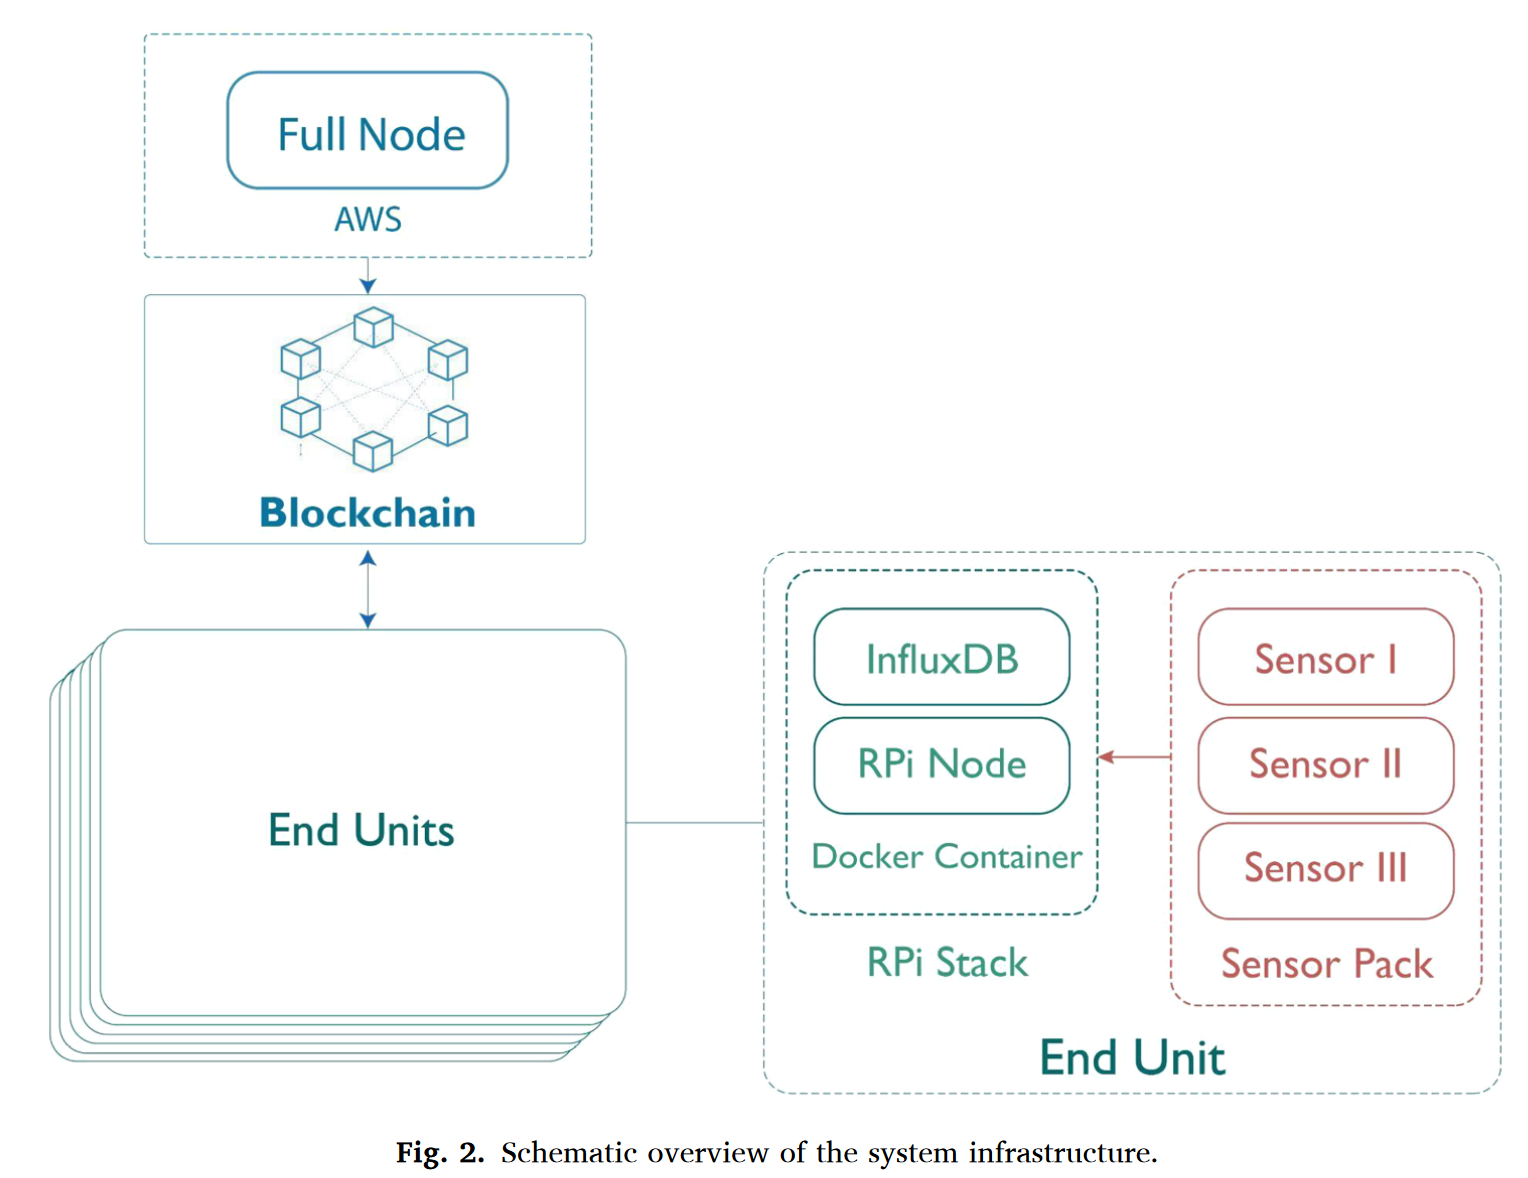 Full Node
AWS
Blockchain
End Units
InfluxDB
RPi Node
Docker Container
RPi Stack
Sensor I
Sensor II
Sensor III
Sensor Pack
End Unit
Fig. 2. Schematic overview of the system infrastructure.